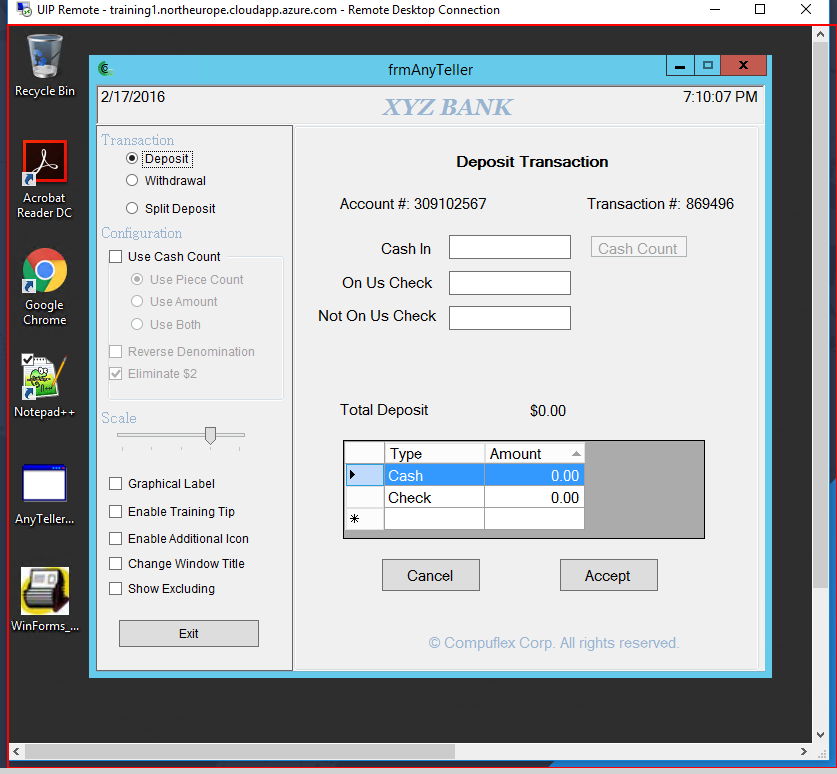 UIP Remote - training1.northeurope.cloudapp.azure.com - Remote Desktop Connection
Recycle Bin
Acrobat
Reader DC
Google
Chrome
Notepad++
AnyTeller...
WinForms_...
frmAnyTeller
2/17/2016
XYZ BANK
7:10:07 PM
Transaction
Deposit
Withdrawal
Split Deposit
Configuration
Use Cash Count
Use Piece Count
Use Amount
Use Both
Reverse Denomination
Eliminate $2
Scale
Graphical Label
Enable Training Tip
Enable Additional Icon
Change Window Title
Show Excluding
Exit
Deposit Transaction
Account #: 309102567 Transaction #: 869496
Cash In Cash Count
On Us Check
Not On Us Check
Total Deposit $0.00
Type Amount
Cash 0.00
Check 0.00
Cancel Accept
© Compuflex Corp. All rights reserved.